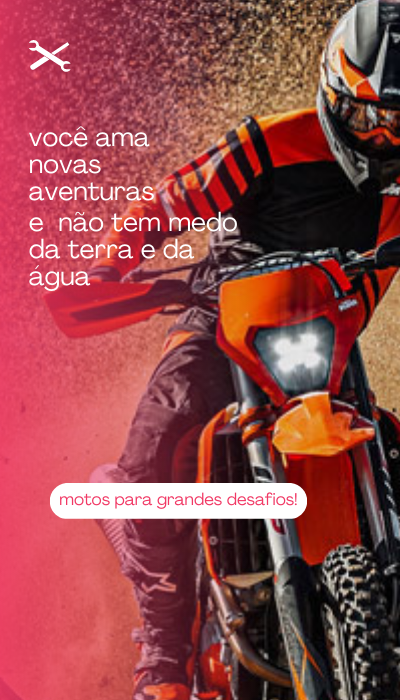 você ama
novas
aventuras
e não tem medo
da terra e da
água
motos para grandes desafios!